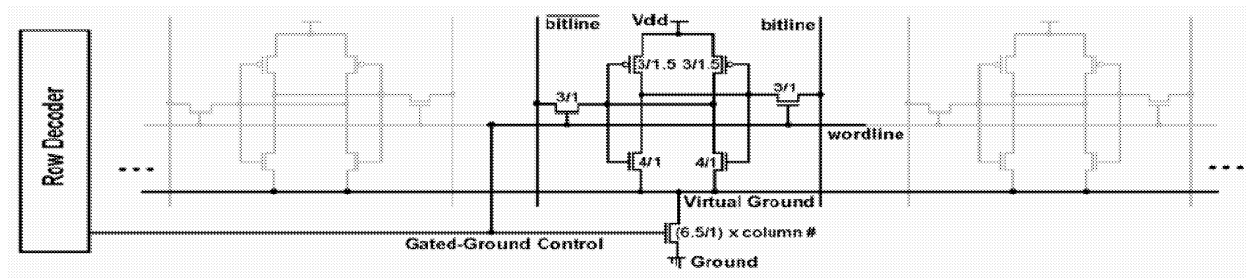 Row Decoder
bitline
Vdd
bitline
3/1.5
3/1.5
3/1
3/1
wordline
...
4/1
4/1
...
Virtual Ground
Gated-Ground Control
(6.5/1) x column #
Ground